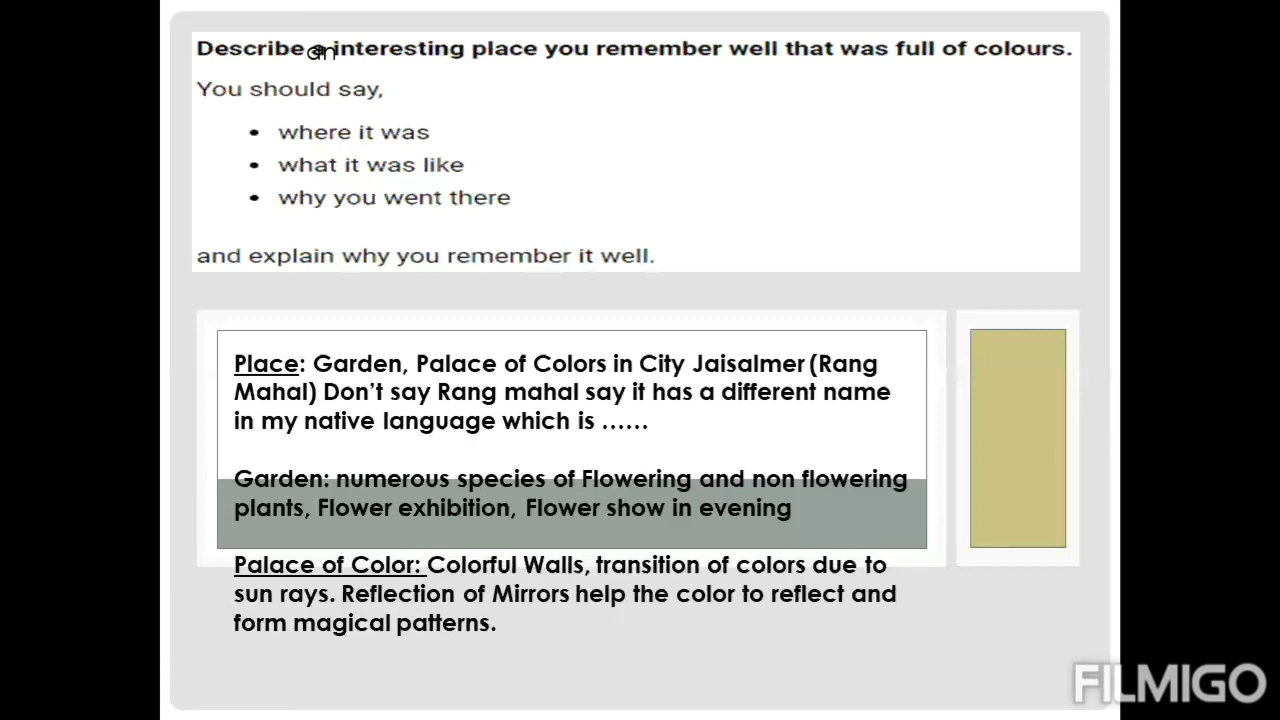 Describe an interesting place you remember well that was full of colours.
You should say,
• where it was
• what it was like
• why you went there
and explain why you remember it well.
Place: Garden, Palace of Colors in City Jaisalmer (Rang
Mahal) Don’t say Rang mahal say it has a different name
in my native language which is ……
Garden: numerous species of Flowering and non flowering
plants, Flower exhibition, Flower show in evening
Palace of Color: Colorful Walls, transition of colors due to
sun rays. Reflection of Mirrors help the color to reflect and
form magical patterns.
FILMIGO